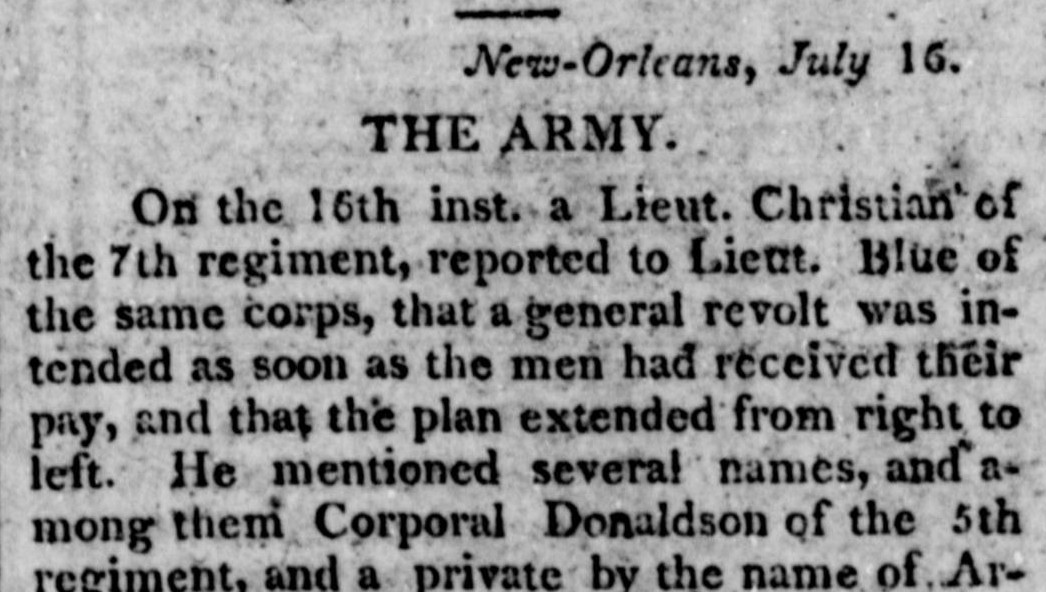 New-Orleans, July 16.
THE ARMY.
On the 16th inst. a Lieut. Christian of
the 7th regiment, reported to Lieut. Blue of
the same corps, that a general revolt was in-
tended as soon as the men had received their
pay, and that the plan extended from right to
left. He mentioned several names, and a-
mong them Corporal Donaldson of the 5th
regiment, and a private by the name of Ar-